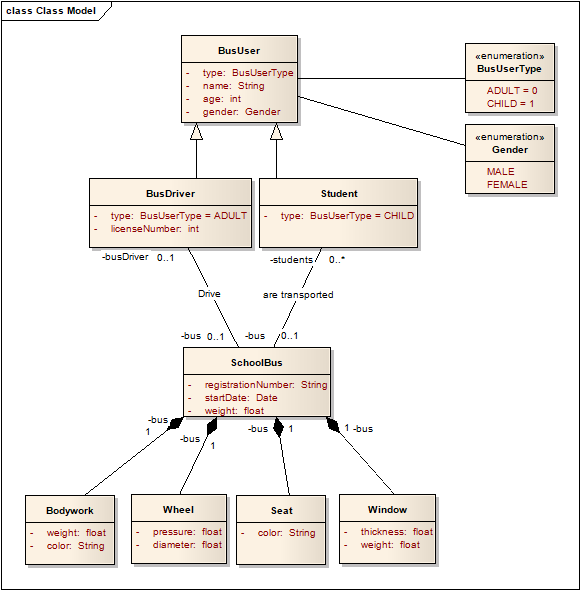 class Class Model
BusUser
- type: BusUserType
- name: String
- age: int
- gender: Gender
«enumeration»
BusUserType
ADULT = 0
CHILD = 1
«enumeration»
Gender
MALE
FEMALE
BusDriver
- type: BusUserType = ADULT
- licenseNumber: int
Student
- type: BusUserType = CHILD
-busDriver 0..1
-students 0..*
Drive
are transported
-bus 0..1
-bus 0..1
SchoolBus
- registrationNumber: String
- startDate: Date
- weight: float
-bus
1
-bus
1
-bus 1
1 -bus
Bodywork
- weight: float
- color: String
Wheel
- pressure: float
- diameter: float
Seat
- color: String
Window
- thickness: float
- weight: float